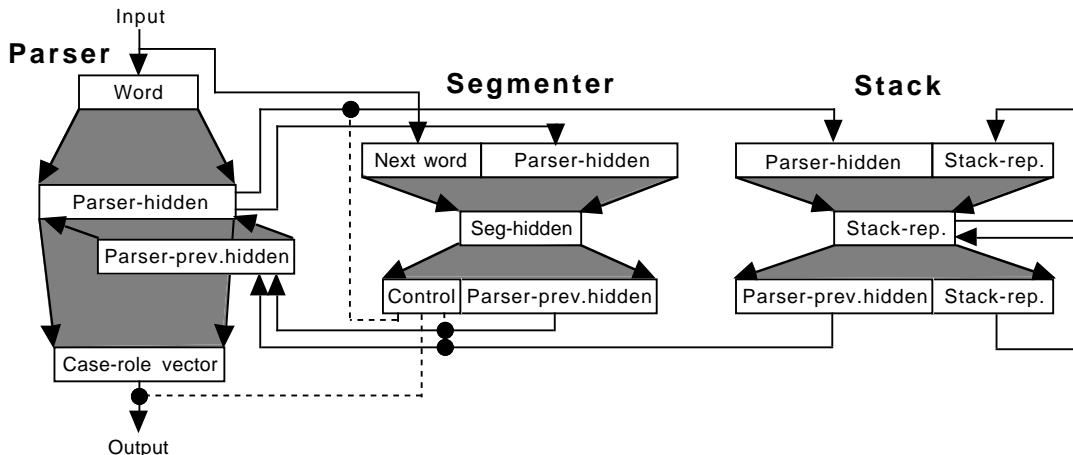 Input
Parser
Segmenter
Stack
Word
Next word
Parser-hidden
Parser-hidden
Stack-rep.
Parser-hidden
Seg-hidden
Stack-rep.
Parser-prev.hidden
Control
Parser-prev.hidden
Parser-prev.hidden
Stack-rep.
Case-role vector
Output